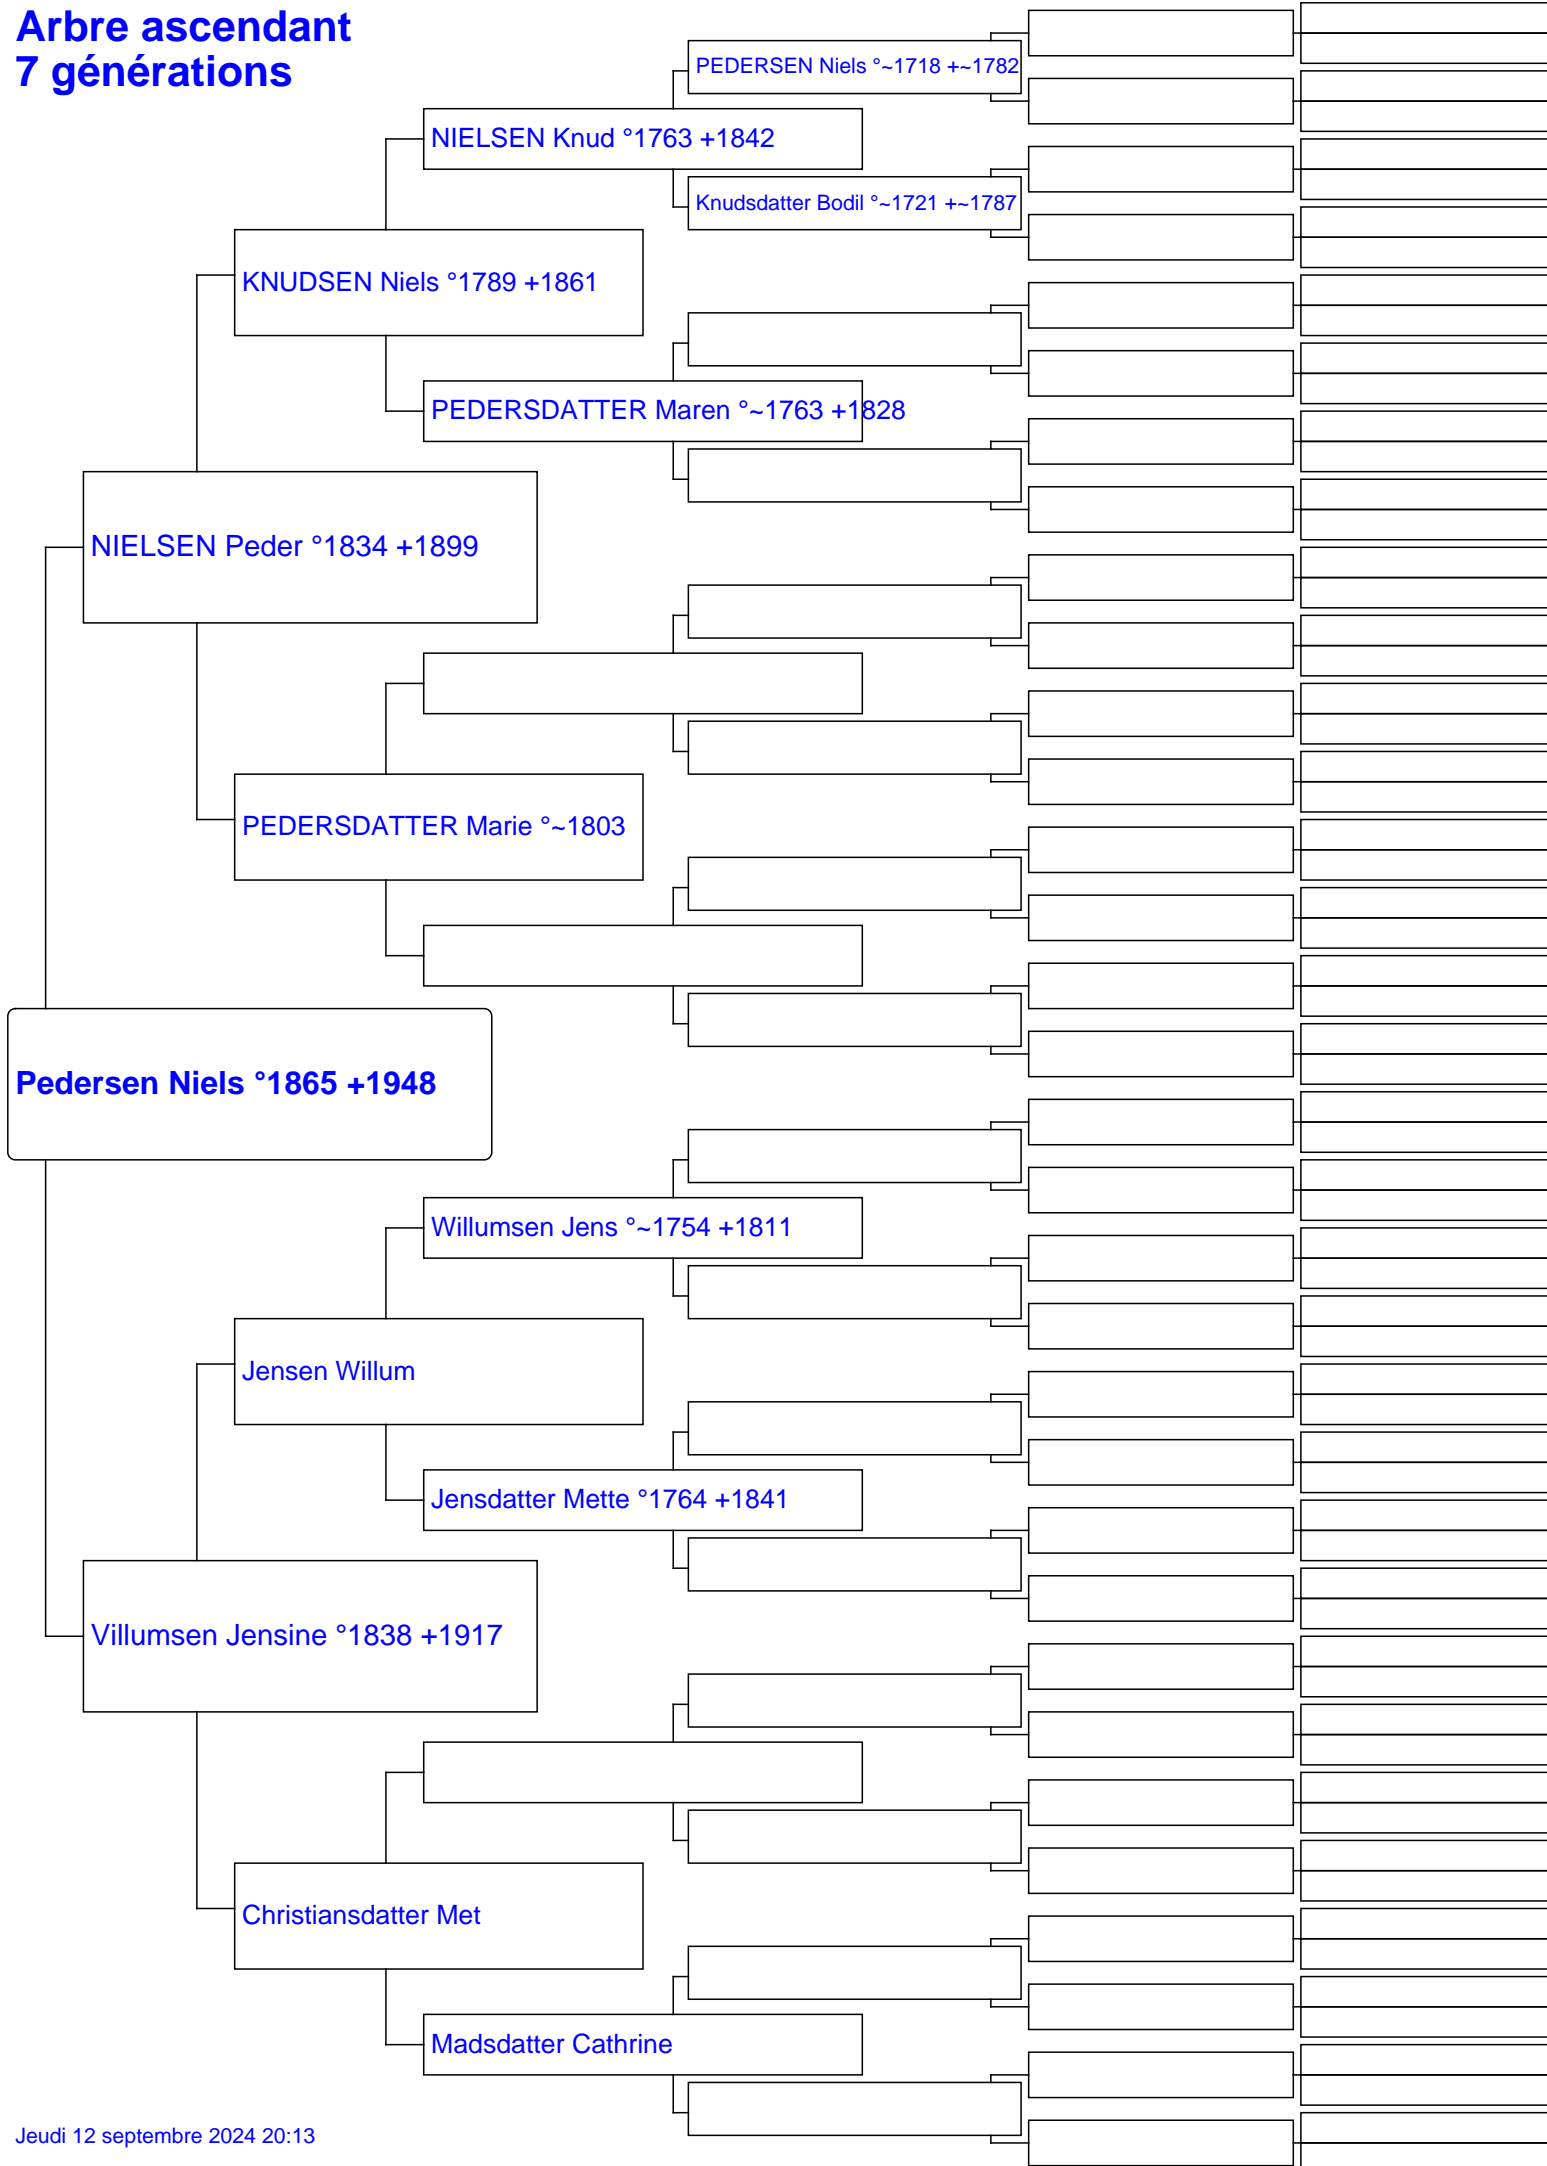 Arbre ascendant
7 générations
PEDERSEN Niels °~1718 +~1782
NIELSEN Knud °1763 +1842
Knudsdatter Bodil °~1721 +~1787
KNUDSEN Niels °1789 +1861
PEDERSDATTER Maren °~1763 +1828
NIELSEN Peder °1834 +1899
PEDERSDATTER Marie °~1803
Pedersen Niels °1865 +1948
Willumsen Jens °~1754 +1811
Jensen Willum
Jensdatter Mette °1764 +1841
Villumsen Jensine °1838 +1917
Christiansdatter Met
Madsdatter Cathrine
Jeudi 12 septembre 2024 20:13